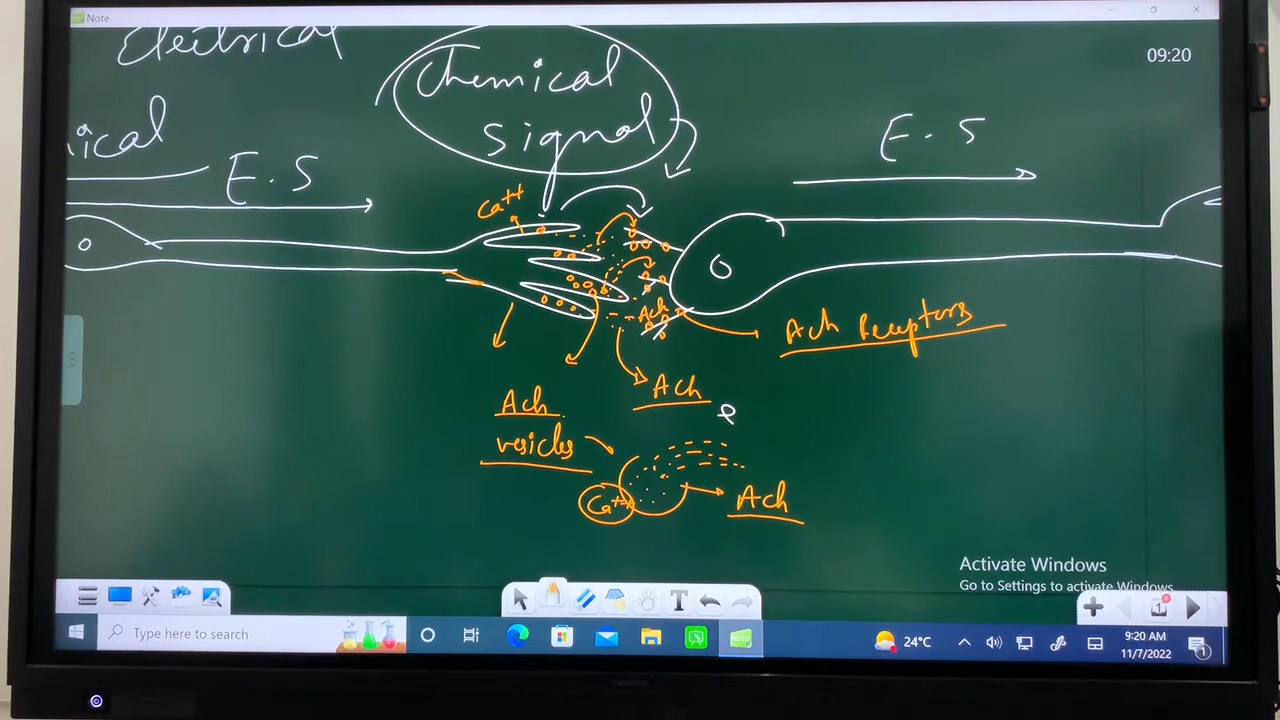 Note
Electrical
09:20
Chemical
signal
ical
E.S
E.S
Ca++
Ach
Ach Receptors
Ach
Ach
vesicles
Ca++
Ach
Activate Windows
Go to Settings to activate Windows.
Type here to search
24°C
9:20 AM
11/7/2022